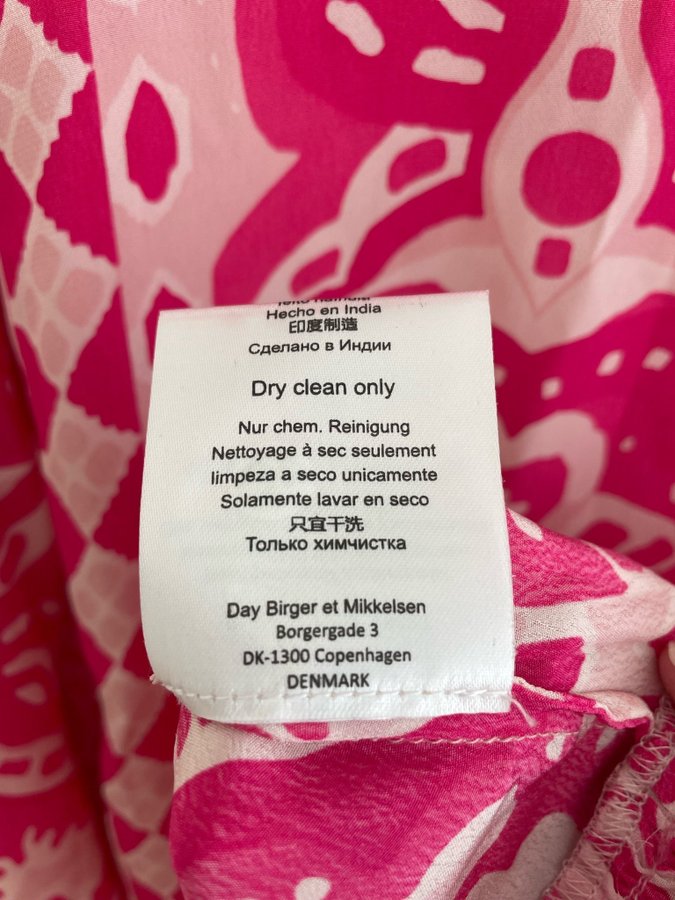 Hecho en India
印度制造
Сделано в Индии
Dry clean only
Nur chem. Reinigung
Nettoyage à sec seulement
limpeza a seco unicamente
Solamente lavar en seco
只宜干洗
Только химчистка
Day Birger et Mikkelsen
Borgergade 3
DK-1300 Copenhagen
DENMARK